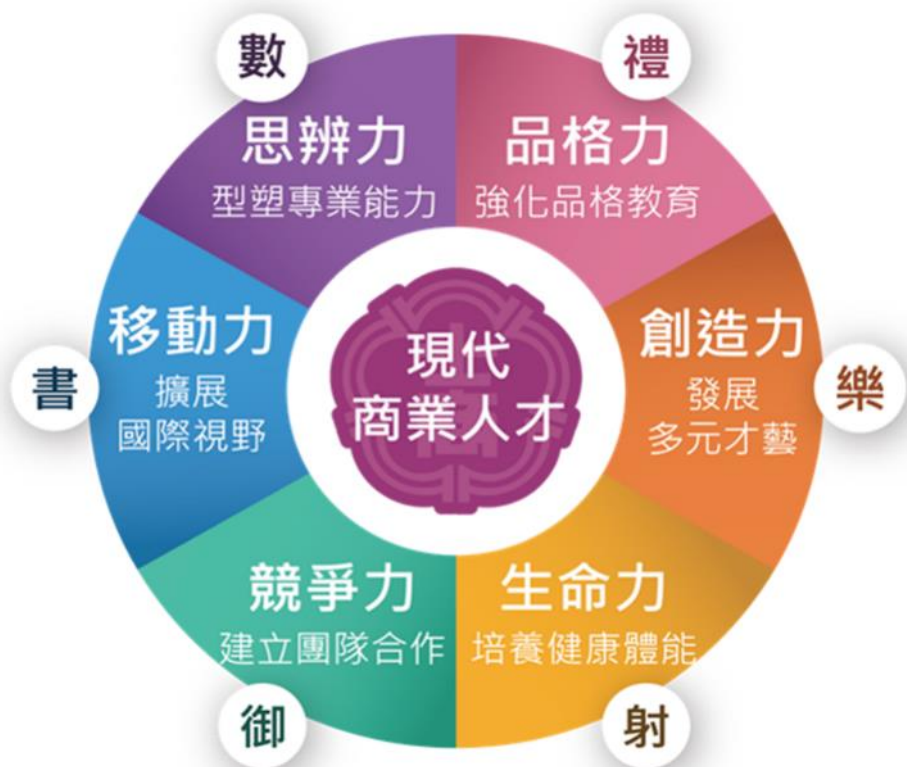 數
禮
思辨力
型塑專業能力
品格力
強化品格教育
移動力
擴展
國際視野
書
現代
商業人才
創造力
發展
多元才藝
樂
競爭力
建立團隊合作
生命力
培養健康體能
御
射